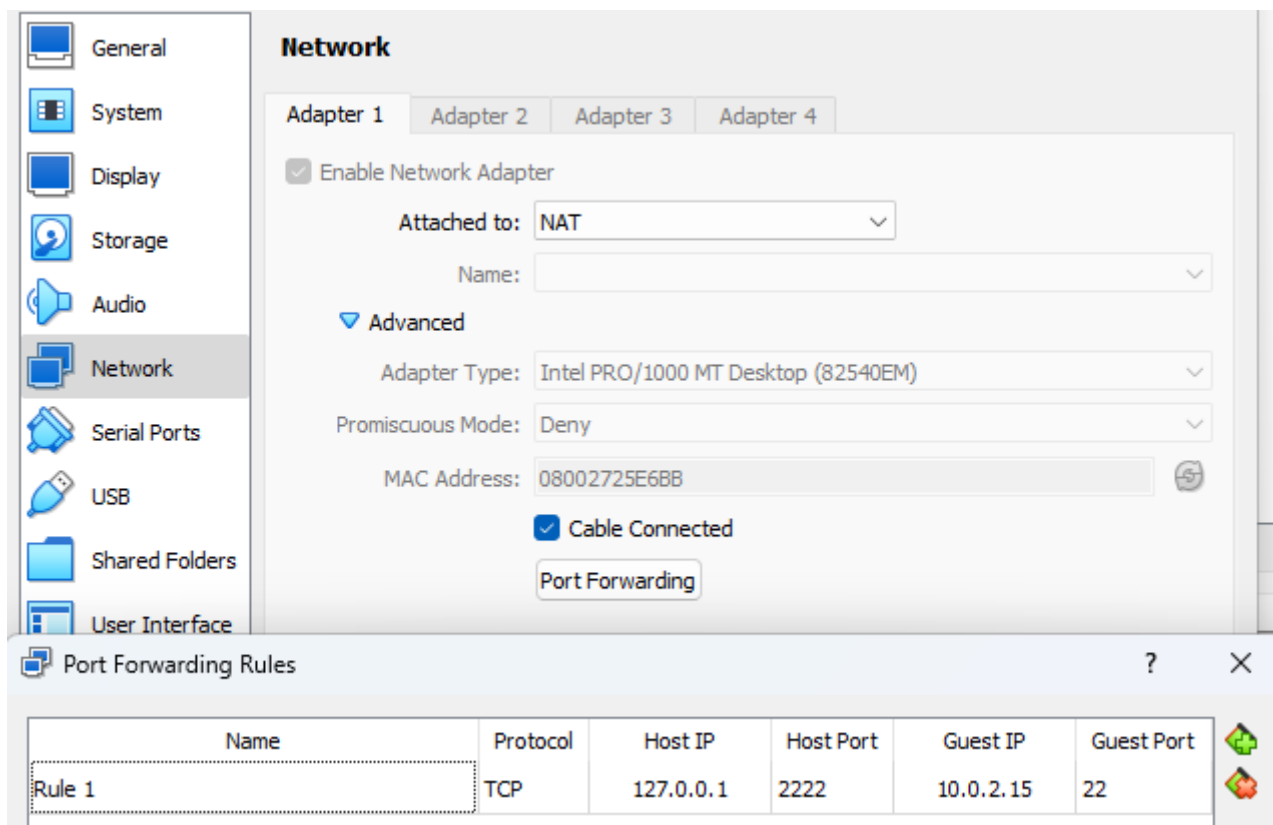 General
System
Display
Storage
Audio
Network
Serial Ports
USB
Shared Folders
User Interface
Network
Adapter 1 Adapter 2 Adapter 3 Adapter 4
Enable Network Adapter
Attached to: NAT
Name:
Advanced
Adapter Type: Intel PRO/1000 MT Desktop (82540EM)
Promiscuous Mode: Deny
MAC Address: 08002725E6BB
Cable Connected
Port Forwarding
Port Forwarding Rules ?
Name Protocol Host IP Host Port Guest IP Guest Port
Rule 1 TCP 127.0.0.1 2222 10.0.2.15 22